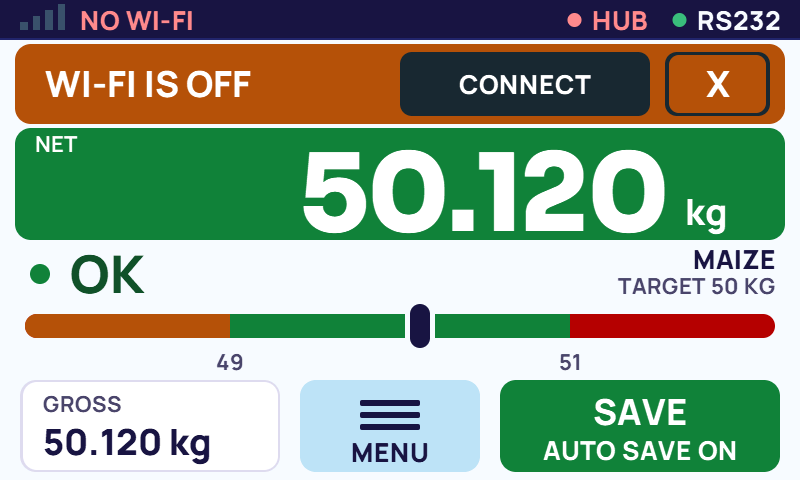 NO WI-FI
HUB
RS232
WI-FI IS OFF
CONNECT
X
NET
50.120 kg
OK
MAIZE
TARGET 50 KG
49
51
GROSS
50.120 kg
MENU
SAVE
AUTO SAVE ON